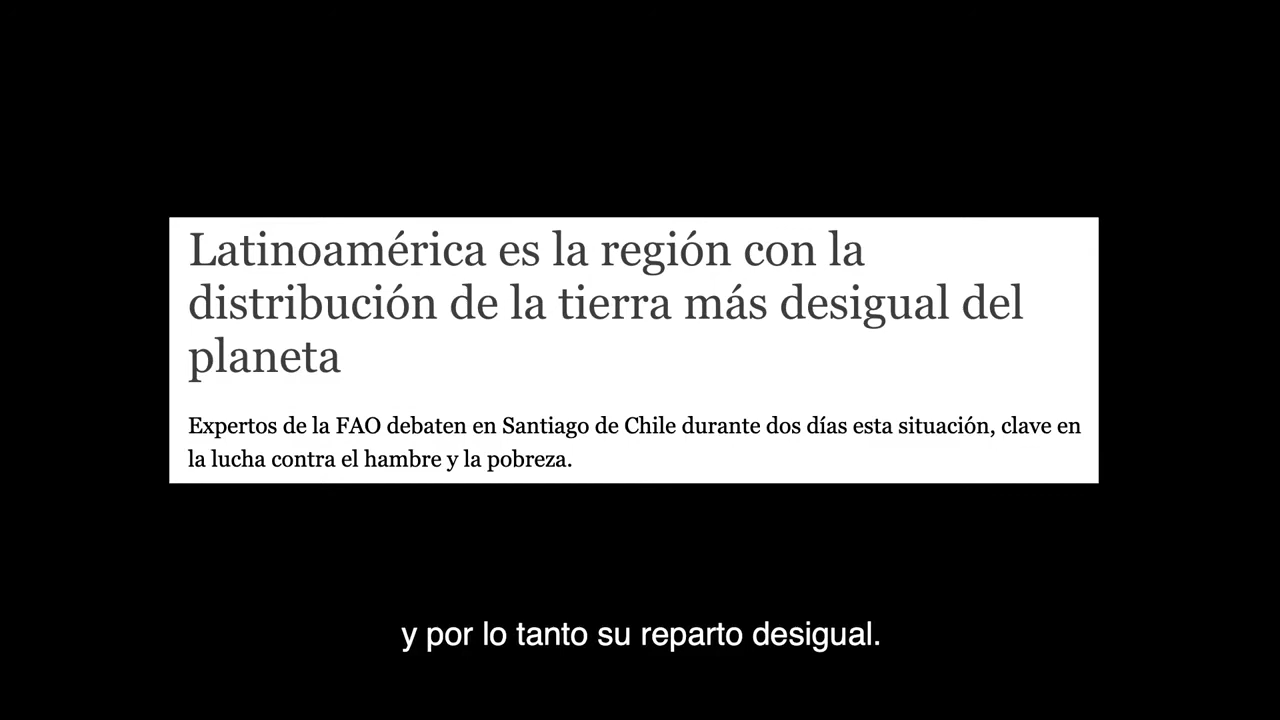 Latinoamérica es la región con la
distribución de la tierra más desigual del
planeta
Expertos de la FAO debaten en Santiago de Chile durante dos días esta situación, clave en
la lucha contra el hambre y la pobreza.
y por lo tanto su reparto desigual.